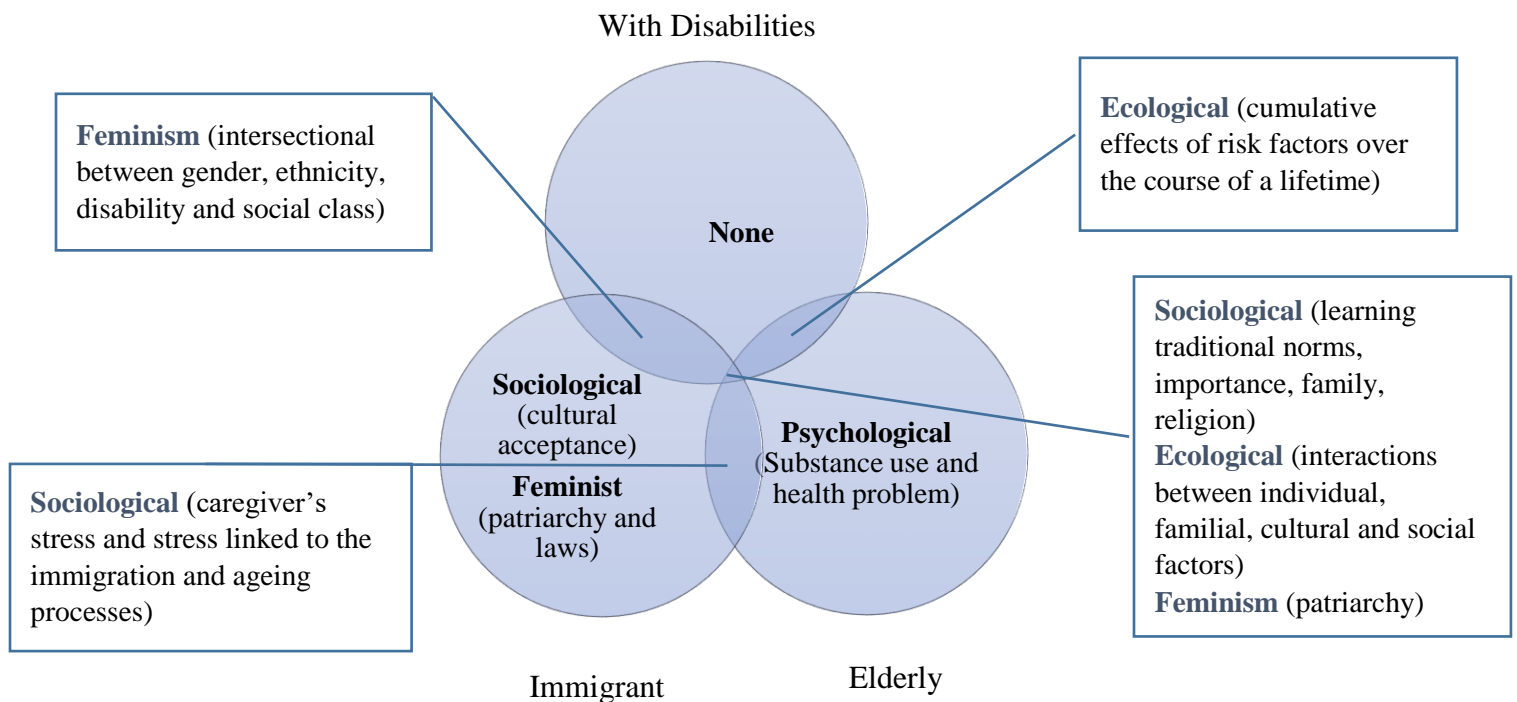 With Disabilities
Feminism (intersectional
between gender, ethnicity,
disability and social class)
Ecological (cumulative
effects of risk factors over
the course of a lifetime)
None
Sociological (learning
traditional norms,
importance, family,
religion)
Ecological (interactions
between individual,
familial, cultural and social
factors)
Feminism (patriarchy)
Sociological
(cultural
acceptance)
Feminist
(patriarchy and
laws)
Psychological
(Substance use and
health problem)
Sociological (caregiver’s
stress and stress linked to the
immigration and ageing
processes)
Immigrant
Elderly